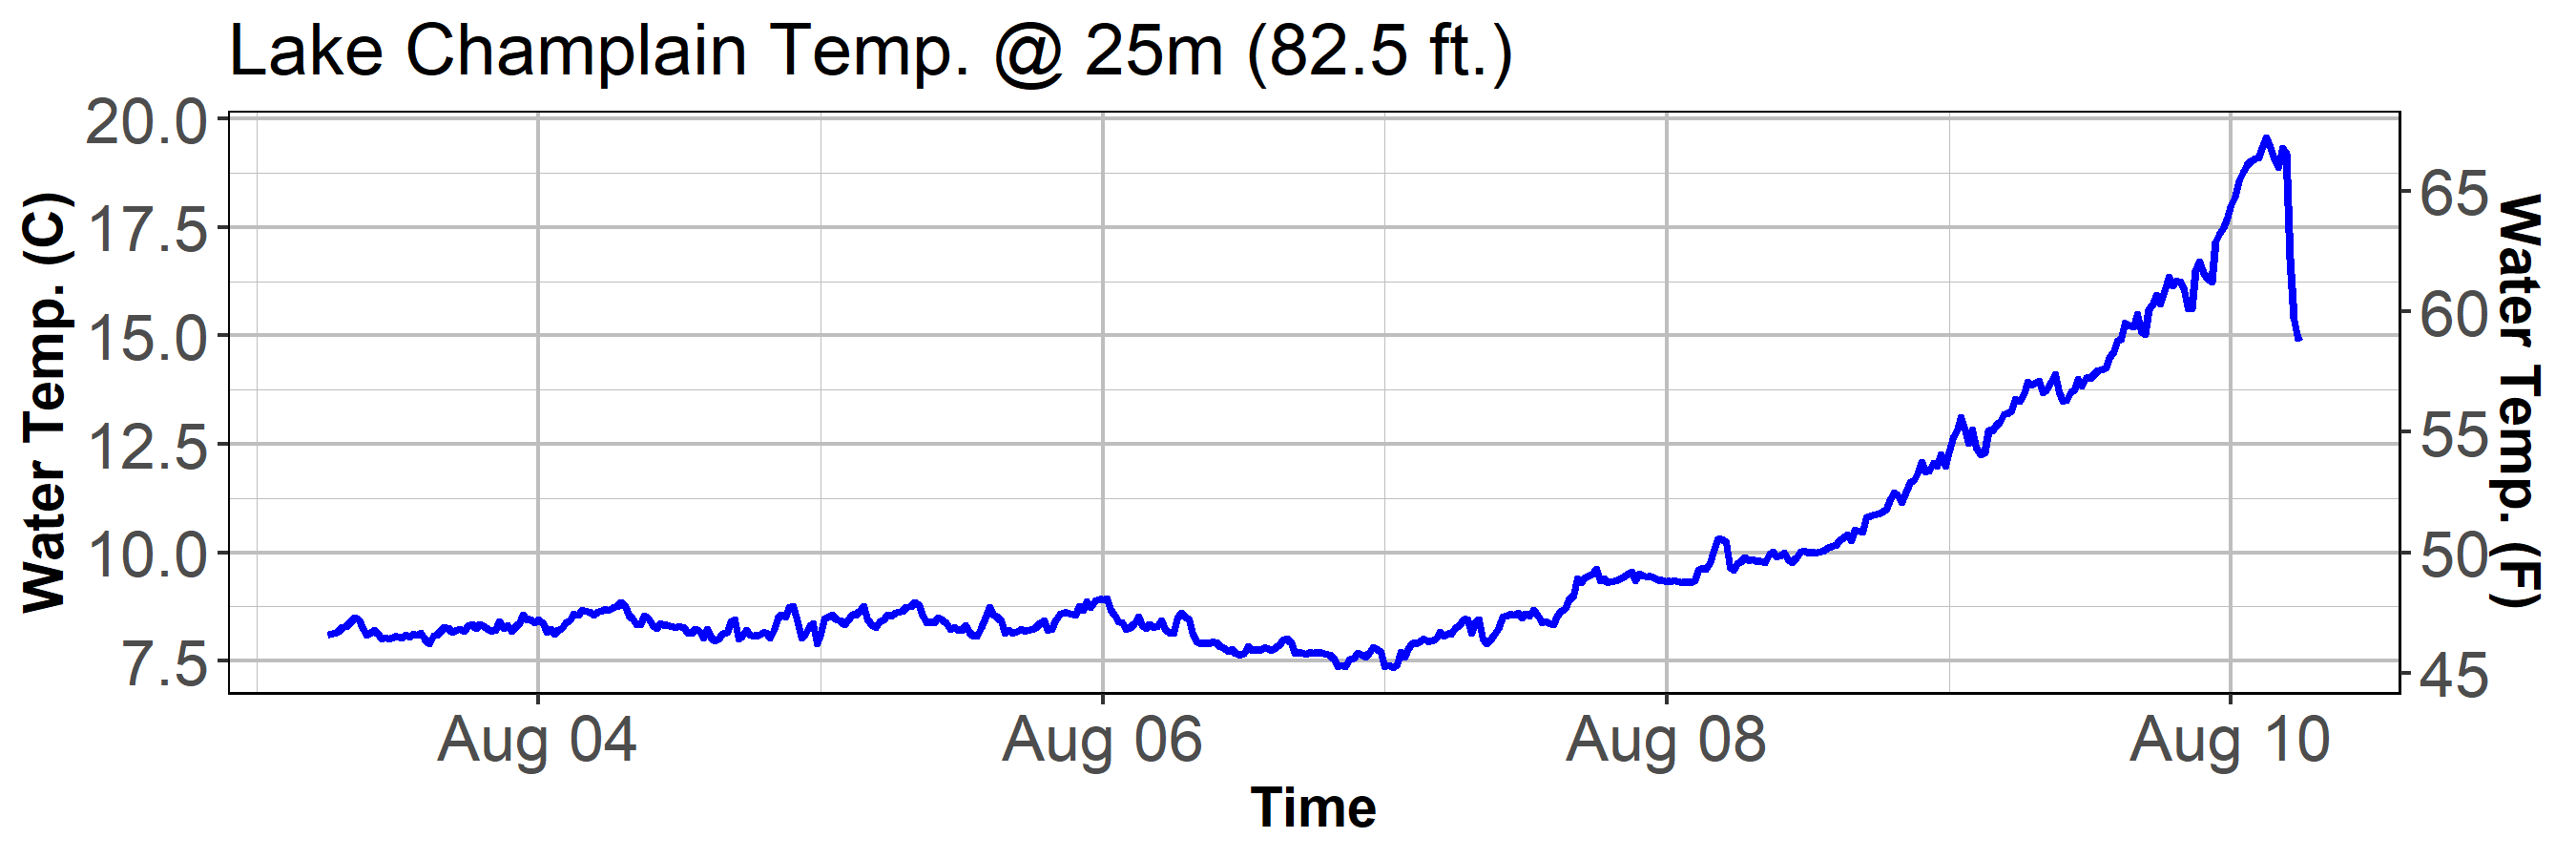 Lake Champlain Temp. @ 25m (82.5 ft.)
Water Temp. (C)
20.0
17.5
15.0
12.5
10.0
7.5
65
60
55
50
45
Water Temp. (F)
Aug 04 Aug 06 Aug 08 Aug 10
Time